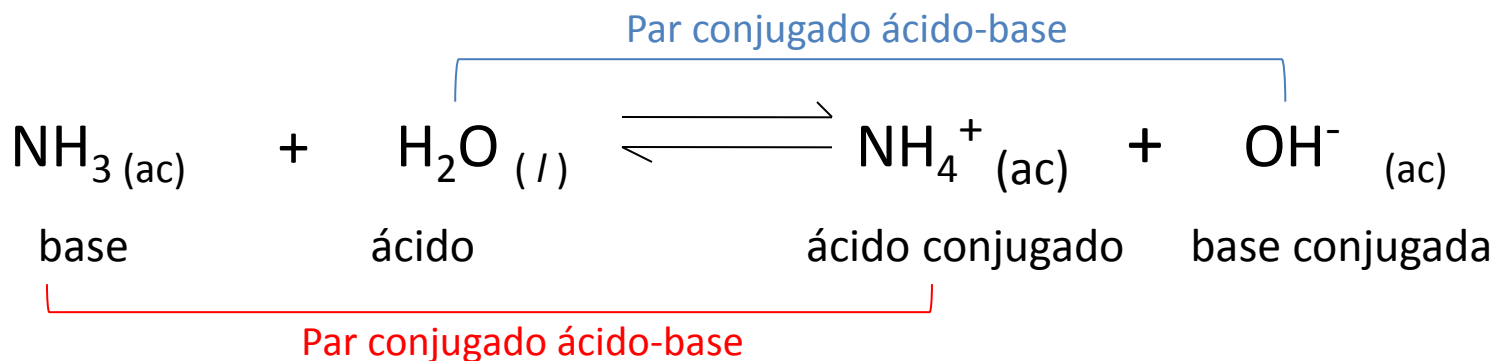 Par conjugado ácido-base
NH₃ (ac) + H₂O (l) ⇌ NH₄⁺ (ac) + OH⁻ (ac)
base ácido ácido conjugado base conjugada
Par conjugado ácido-base